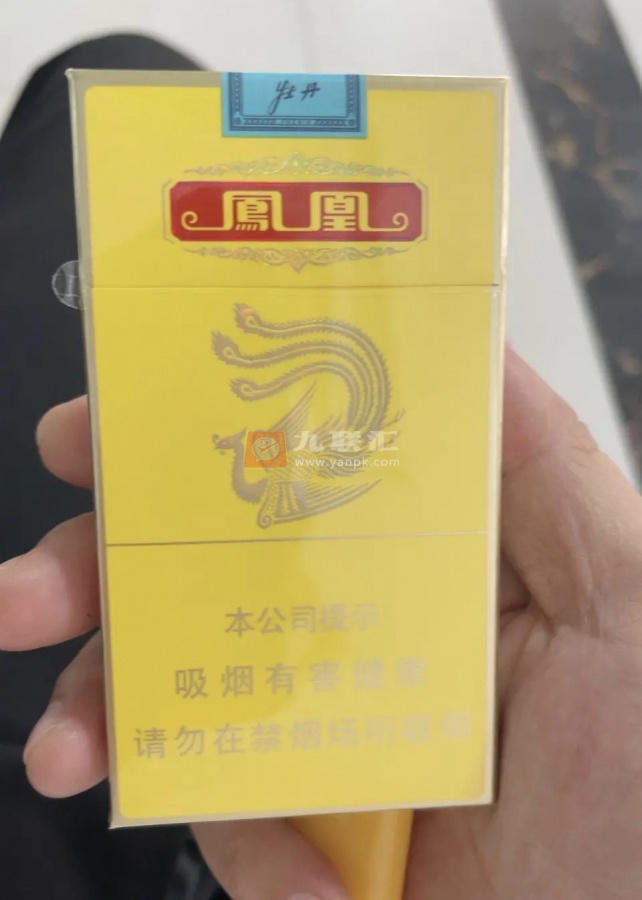 牡丹
鳳凰
九联汇
www.yanpk.com
本公司提示
吸烟有害健康
请勿在禁烟场所吸烟